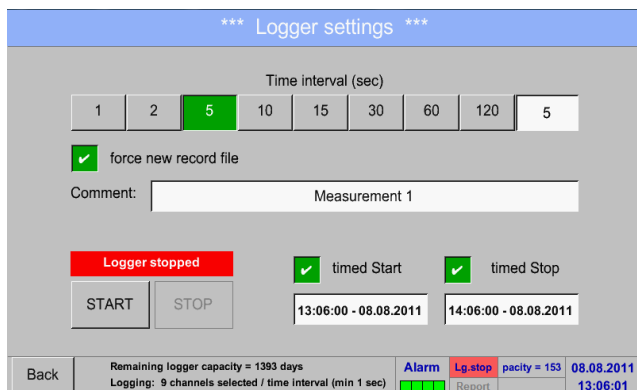 *** Logger settings ***
Time interval (sec)
1 2 5 10 15 30 60 120 5
force new record file
Comment: Measurement 1
Logger stopped
timed Start timed Stop
START STOP 13:06:00 - 08.08.2011 14:06:00 - 08.08.2011
Back
Remaining logger capacity = 1393 days Alarm Lg.stop pacity = 153 08.08.2011
Logging: 9 channels selected / time interval (min 1 sec) Report 13:06:01